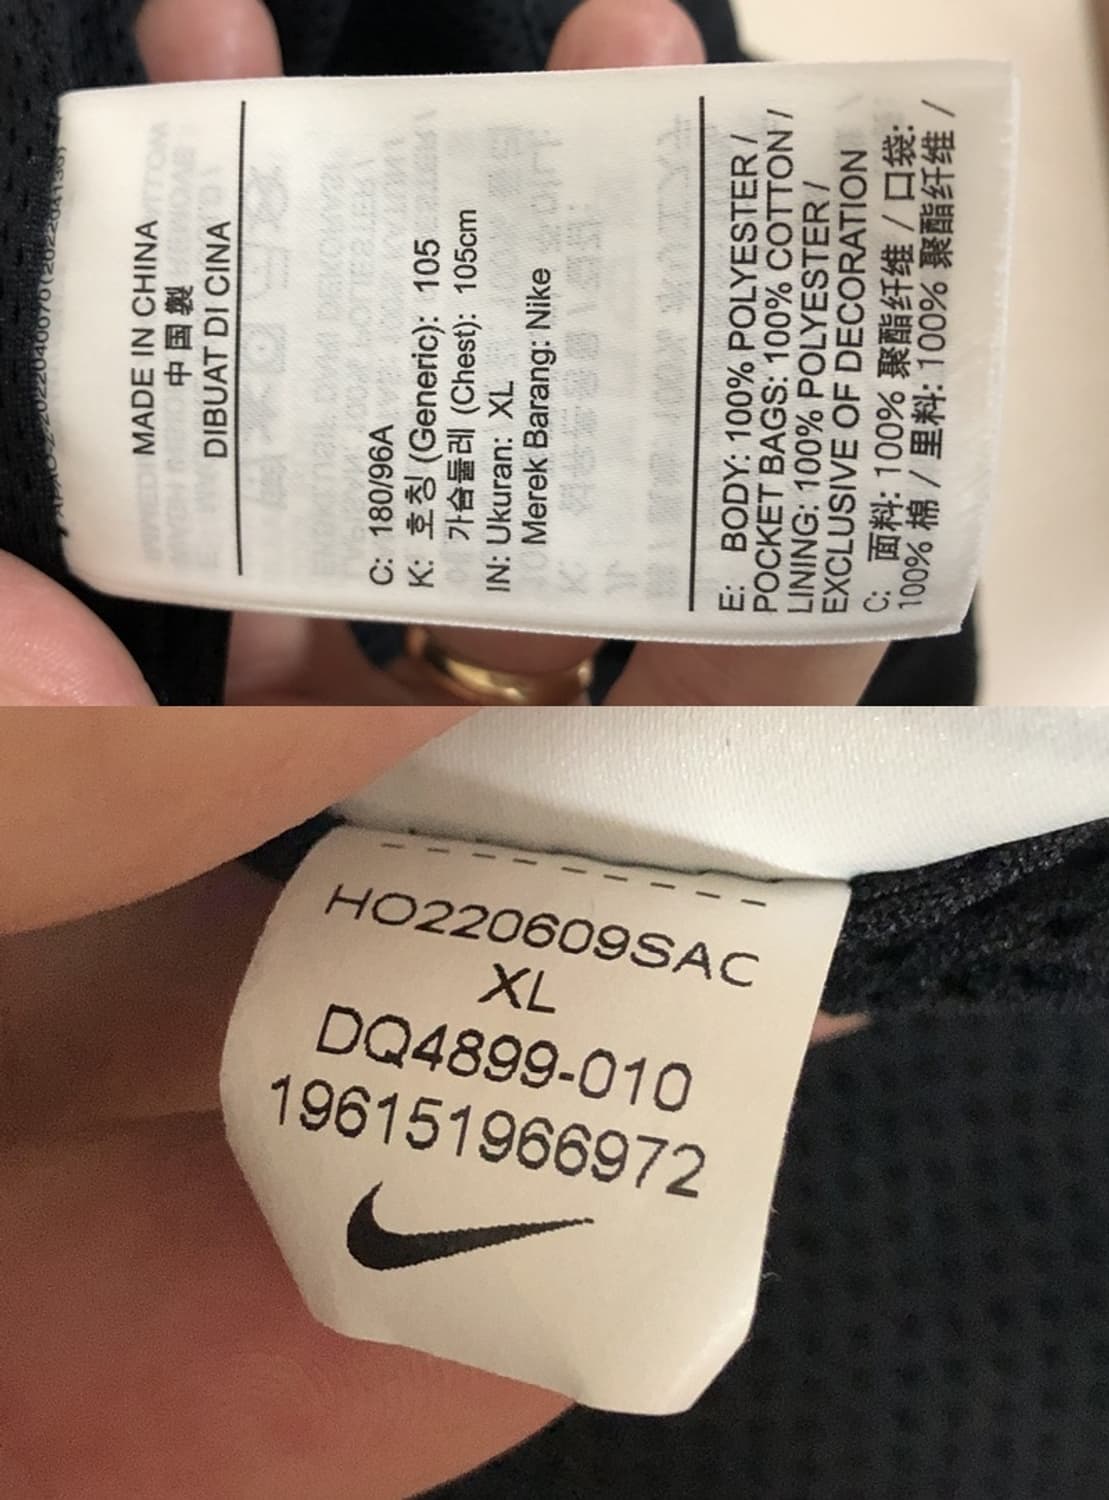 MADE IN CHINA
中国製
DIBUAT DI CINA
C: 180/96A
K: 호칭 (Generic): 105
가슴둘레 (Chest): 105cm
IN: Ukuran: XL
Merek Barang: Nike
E: BODY: 100% POLYESTER /
POCKET BAGS: 100% COTTON /
LINING: 100% POLYESTER /
EXCLUSIVE OF DECORATION
C: 面料: 100% 聚酯纤维 / 口袋:
100% 棉 / 里料: 100% 聚酯纤维 /
HO220609SAC
XL
DQ4899-010
196151966972